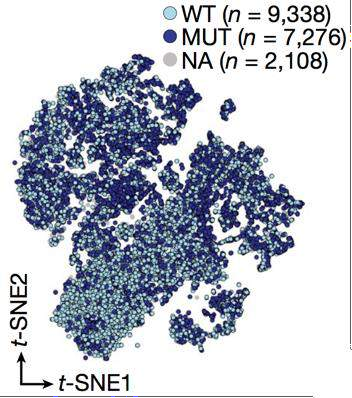 WT (n = 9,338)
MUT (n = 7,276)
NA (n = 2,108)
t-SNE2
t-SNE1